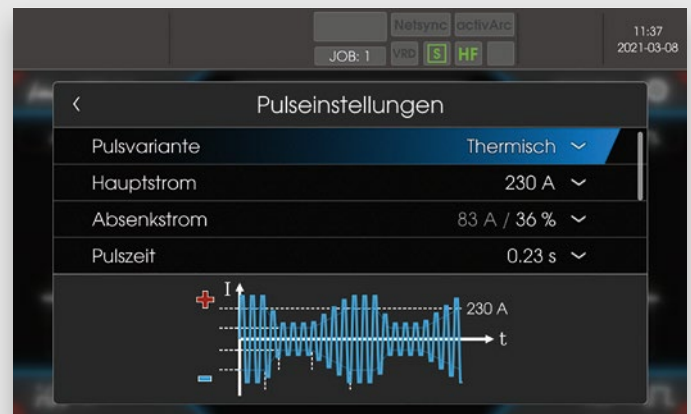 Netsync activArc
11:37
JOB: 1 VRD S HF
2021-03-08
Pulseinstellungen
Pulsvariante Thermisch
Hauptstrom 230 A
Absenkstrom 83 A / 36 %
Pulszeit 0.23 s
I
230 A
t